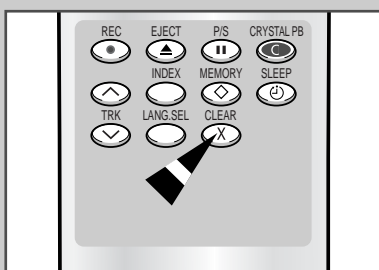 REC EJECT P/S CRYSTAL PB
C
INDEX MEMORY SLEEP
TRK LANG.SEL CLEAR
X